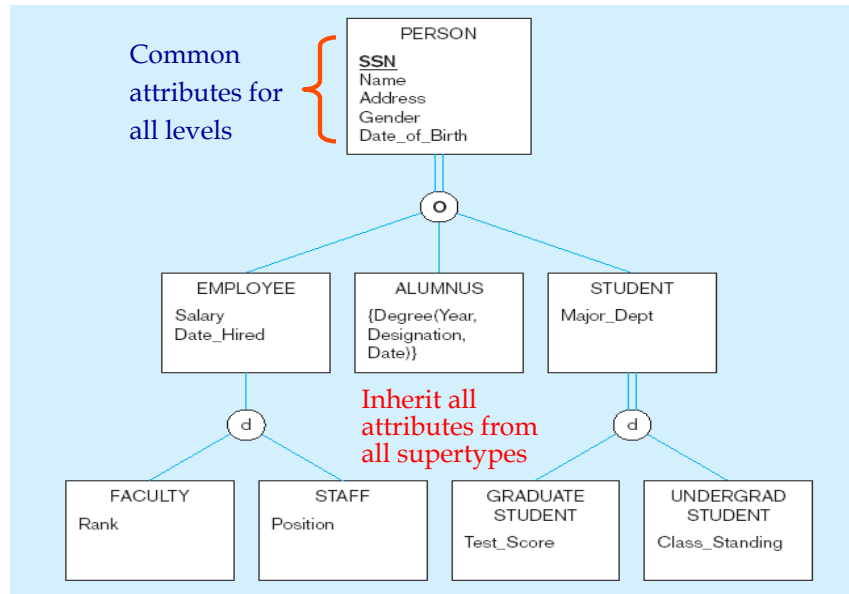 Common
attributes for
all levels
PERSON
SSN
Name
Address
Gender
Date_of_Birth
O
EMPLOYEE
Salary
Date_Hired
ALUMNUS
{Degree(Year,
Designation,
Date)}
STUDENT
Major_Dept
Inherit all
attributes from
all supertypes
d
d
FACULTY
Rank
STAFF
Position
GRADUATE
STUDENT
Test_Score
UNDERGRAD
STUDENT
Class_Standing